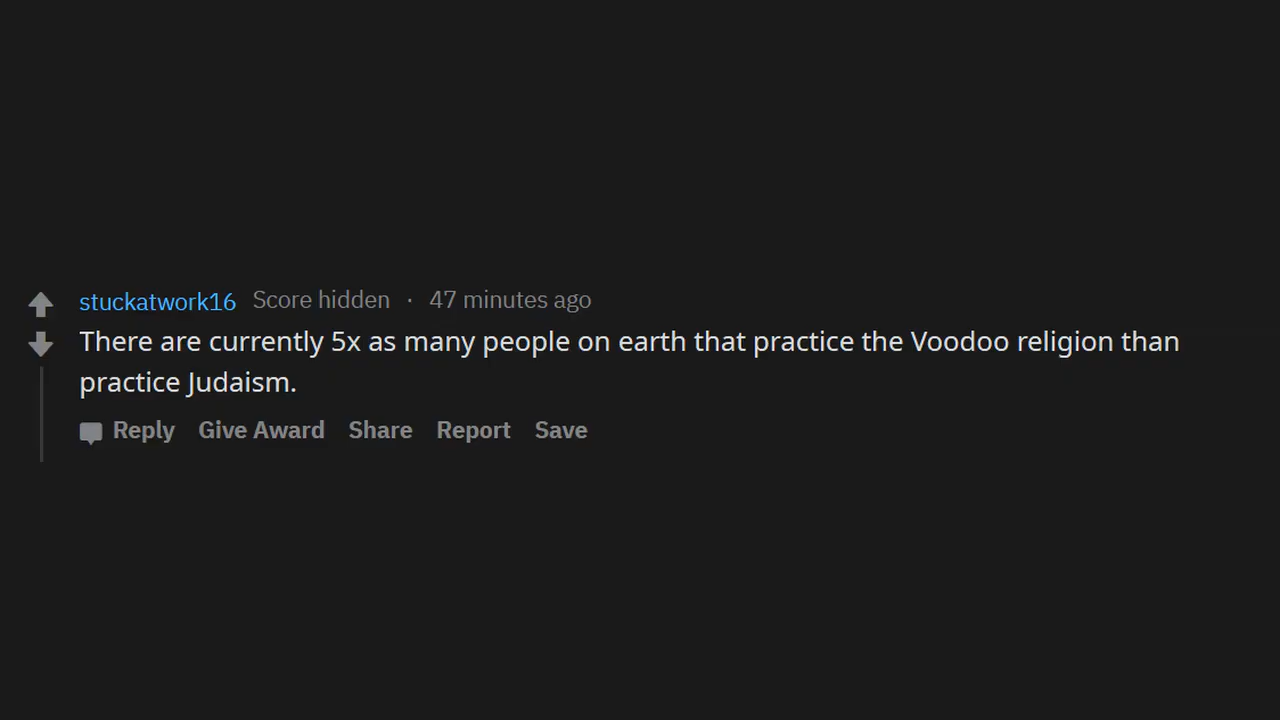 stuckatwork16 Score hidden · 47 minutes ago
There are currently 5x as many people on earth that practice the Voodoo religion than
practice Judaism.
Reply Give Award Share Report Save